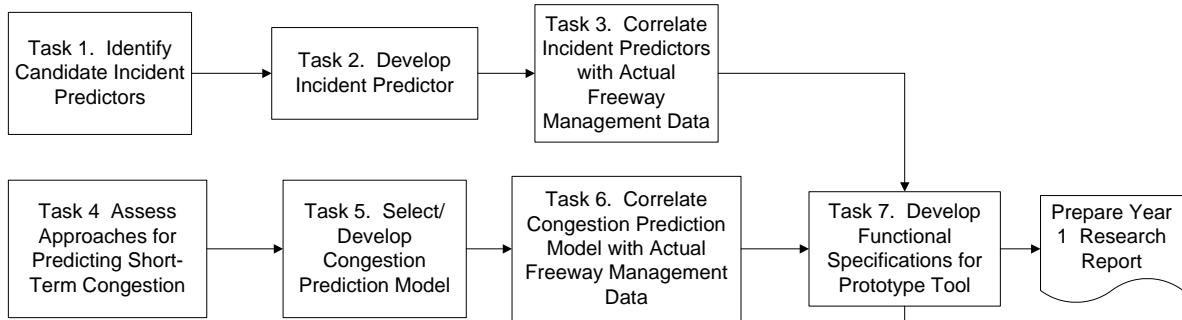 Task 1.  Identify
Candidate Incident
Predictors
Task 2.  Develop
Incident Predictor
Task 3.  Correlate
Incident Predictors
with Actual
Freeway
Management Data
Task 4  Assess
Approaches for
Predicting Short-
Term Congestion
Task 5.  Select/
Develop
Congestion
Prediction Model
Task 6.  Correlate
Congestion Prediction
Model with Actual
Freeway Management
Data
Task 7.  Develop
Functional
Specifications for
Prototype Tool
Prepare Year
1  Research
Report